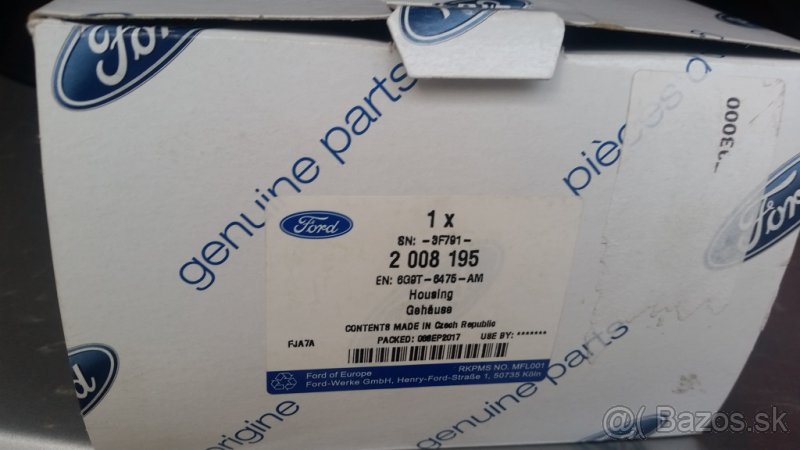 Ford
genuine parts
pièces d
Ford
1 x
SN: -3F791-
2 008 195
EN: 6G9T-6475-AM
Housing
Gehäuse
CONTENTS MADE IN Czech Republic
FJA7A
PACKED: 08SEP2017 USE BY: *******
Ford of Europe
RKPMS NO. MFL001
Ford-Werke GmbH, Henry-Ford-Straße 1, 50735 Köln
genuine parts
origine
Bazos.sk